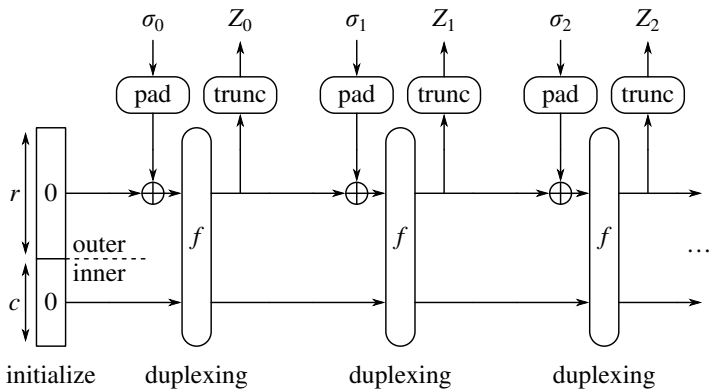 σ0 Z0 σ1 Z1 σ2 Z2
pad trunc pad trunc pad trunc
r 0
outer
f f f ...
inner
c 0
initialize duplexing duplexing duplexing